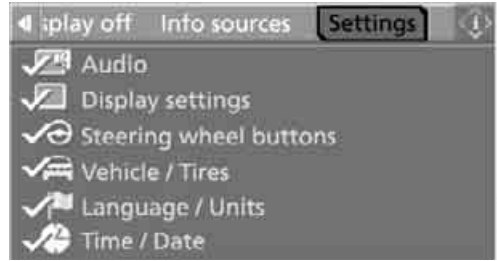 splay off Info sources Settings i
Audio
Display settings
Steering wheel buttons
Vehicle / Tires
Language / Units
Time / Date